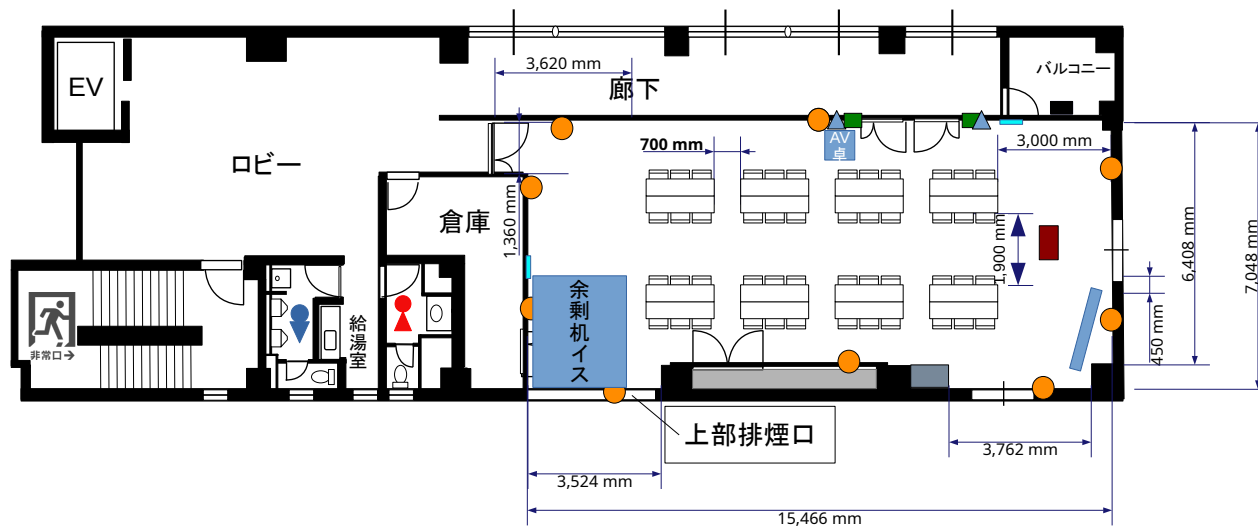 EV
3,620 mm
廊下
バルコニー
ロビー
700 mm
AV
卓
3,000 mm
倉庫
1,360 mm
1,900 mm
6,408 mm
7,048 mm
余剰机イス
給湯室
450 mm
非常口→
上部排煙口
3,762 mm
3,524 mm
15,466 mm